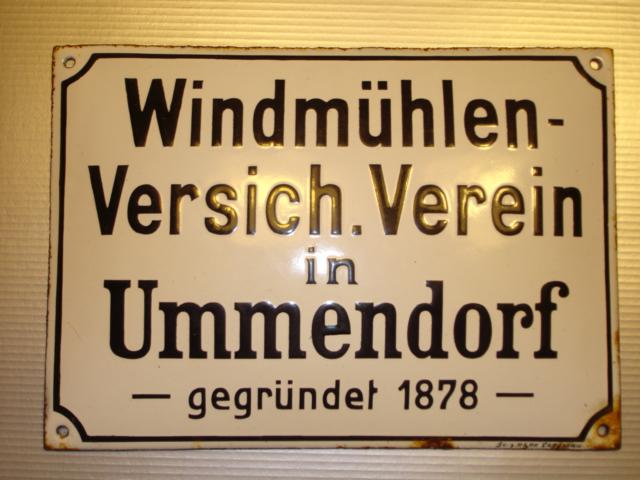 Windmühlen-
Versich. Verein
in
Ummendorf
— gegründet 1878 —